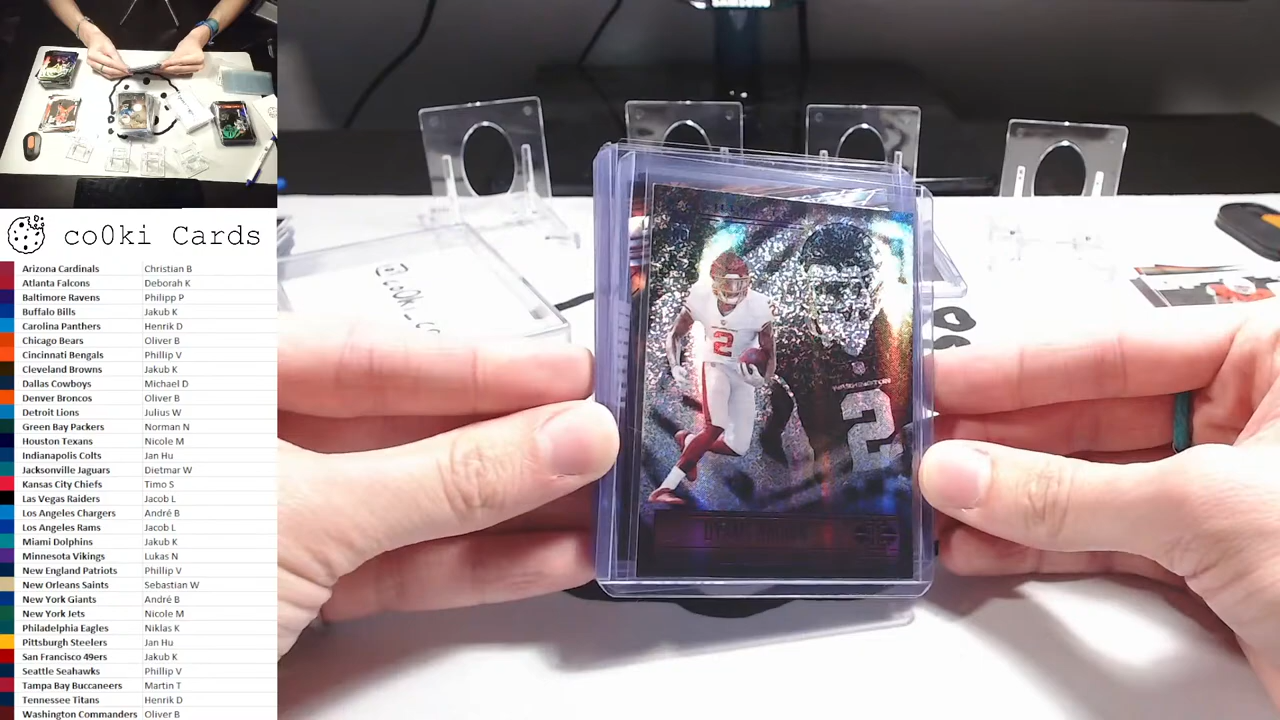 SAMSUNG
co0ki Cards
Arizona Cardinals Christian B
Atlanta Falcons Deborah K
Baltimore Ravens Philipp P
Buffalo Bills Jakub K
Carolina Panthers Henrik D
Chicago Bears Oliver B
Cincinnati Bengals Phillip V
Cleveland Browns Jakub K
Dallas Cowboys Michael D
Denver Broncos Oliver B
Detroit Lions Julius W
Green Bay Packers Norman N
Houston Texans Nicole M
Indianapolis Colts Jan Hu
Jacksonville Jaguars Dietmar W
Kansas City Chiefs Timo S
Las Vegas Raiders Jacob L
Los Angeles Chargers André B
Los Angeles Rams Jacob L
Miami Dolphins Jakub K
Minnesota Vikings Lukas N
New England Patriots Phillip V
New Orleans Saints Sebastian W
New York Giants André B
New York Jets Nicole M
Philadelphia Eagles Niklas K
Pittsburgh Steelers Jan Hu
San Francisco 49ers Jakub K
Seattle Seahawks Phillip V
Tampa Bay Buccaneers Martin T
Tennessee Titans Henrik D
Washington Commanders Oliver B
2
WASHINGTON
2